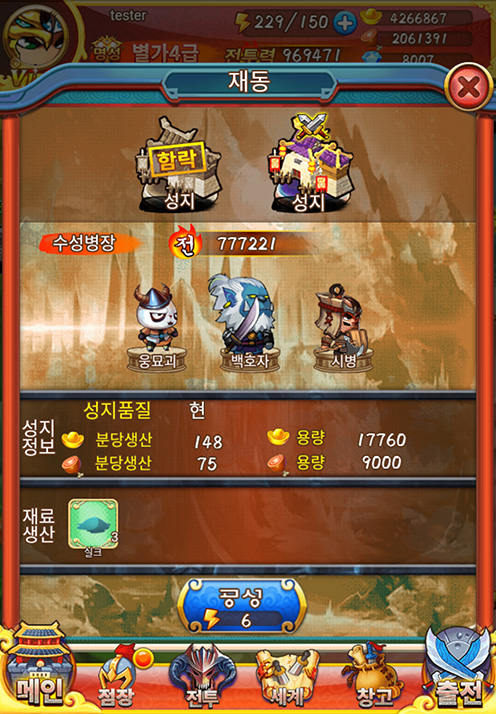 tester
229/150
4266867
명성 별가4급
전투력 969471
2061391
8007
재동
함락
성지
성지
수성병장
전 777221
웅묘괴
백호자
시병
성지품질 현
성지
정보
분당생산 148
용량 17760
분당생산 75
용량 9000
재료
생산
3
실크
공성
6
메인
점장
전투
세계
창고
출전